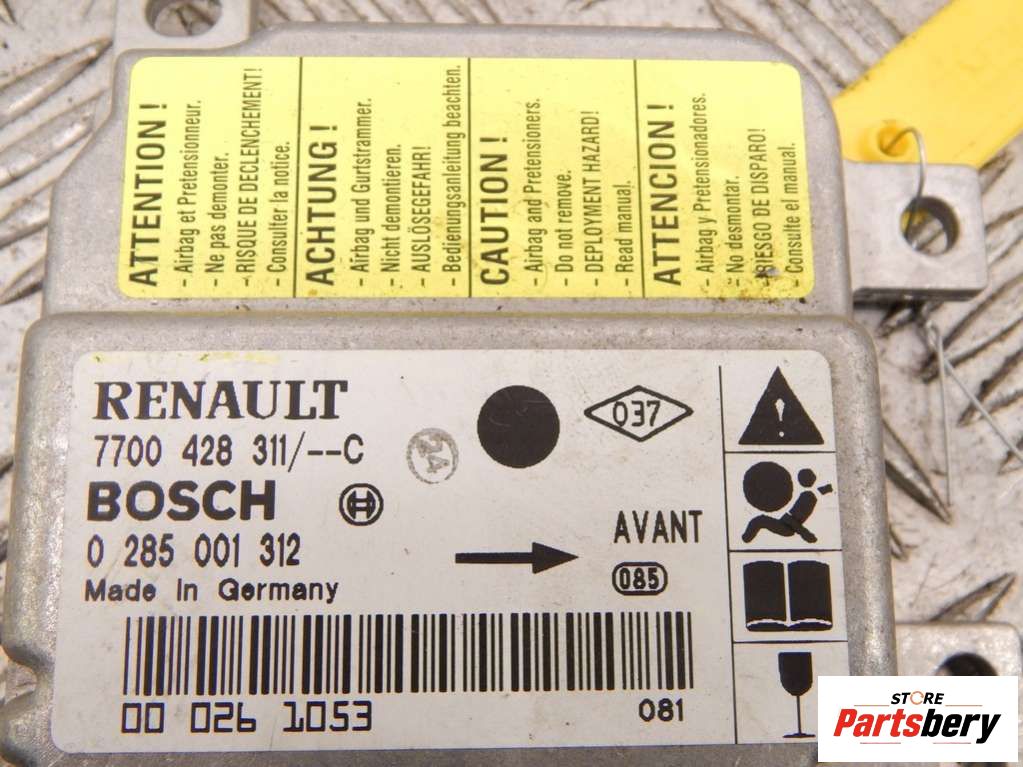 ATTENTION !
- Airbag et Pretensionneur.
- Ne pas demonter.
- RISQUE DE DECLENCHEMENT!
- Consulter la notice.
ACHTUNG !
- Airbag und Gurtstrammer.
- Nicht demontieren.
- AUSLÖSEGEFAHR!
- Bedienungsanleitung beachten.
CAUTION !
- Airbag and Pretensioners.
- Do not remove.
- DEPLOYMENT HAZARD!
- Read manual.
ATTENCION !
- Airbag y Pretensionadores.
- No desmontar.
- RIESGO DE DISPARO!
- Consulte el manual.
RENAULT
037
7700 428 311/--C
24
BOSCH
AVANT
0 285 001 312
085
Made In Germany
00 026 1053
081
STORE
Partsbery